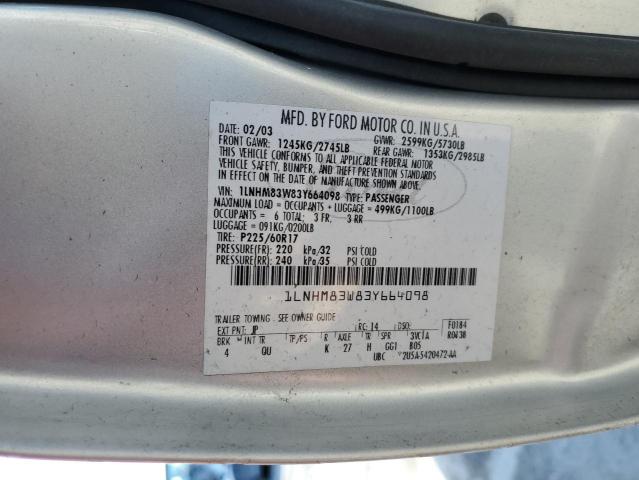 MFD. BY FORD MOTOR CO. IN U.S.A.
DATE: 02/03 GVWR: 2599KG/5730LB
FRONT GAWR: 1245KG/2745LB REAR GAWR: 1353KG/2985LB
THIS VEHICLE CONFORMS TO ALL APPLICABLE FEDERAL MOTOR
VEHICLE SAFETY, BUMPER, AND THEFT PREVENTION STANDARDS
IN EFFECT ON THE DATE OF MANUFACTURE SHOWN ABOVE.
VIN: 1LNHM83W83Y664098 TYPE: PASSENGER
MAXIMUM LOAD = OCCUPANTS + LUGGAGE = 499KG/1100LB
OCCUPANTS = 6 TOTAL: 3 FR, 3 RR
LUGGAGE = 091KG/0200LB
TIRE: P225/60R17
PRESSURE(FR) 220 kPa/32 PSI COLD
PRESSURE(RR) 240 kPa/35 PSI COLD
1LNHM83W83Y664098
TRAILER TOWING - SEE OWNER GUIDE
EXT PNT: JP RC: 14 DSO: F0184
BRK INT TR TP/PS R AXLE TR SPR R0438
4 QU K 27 H GG1 B05
UBC 2U5A-5420472-AA